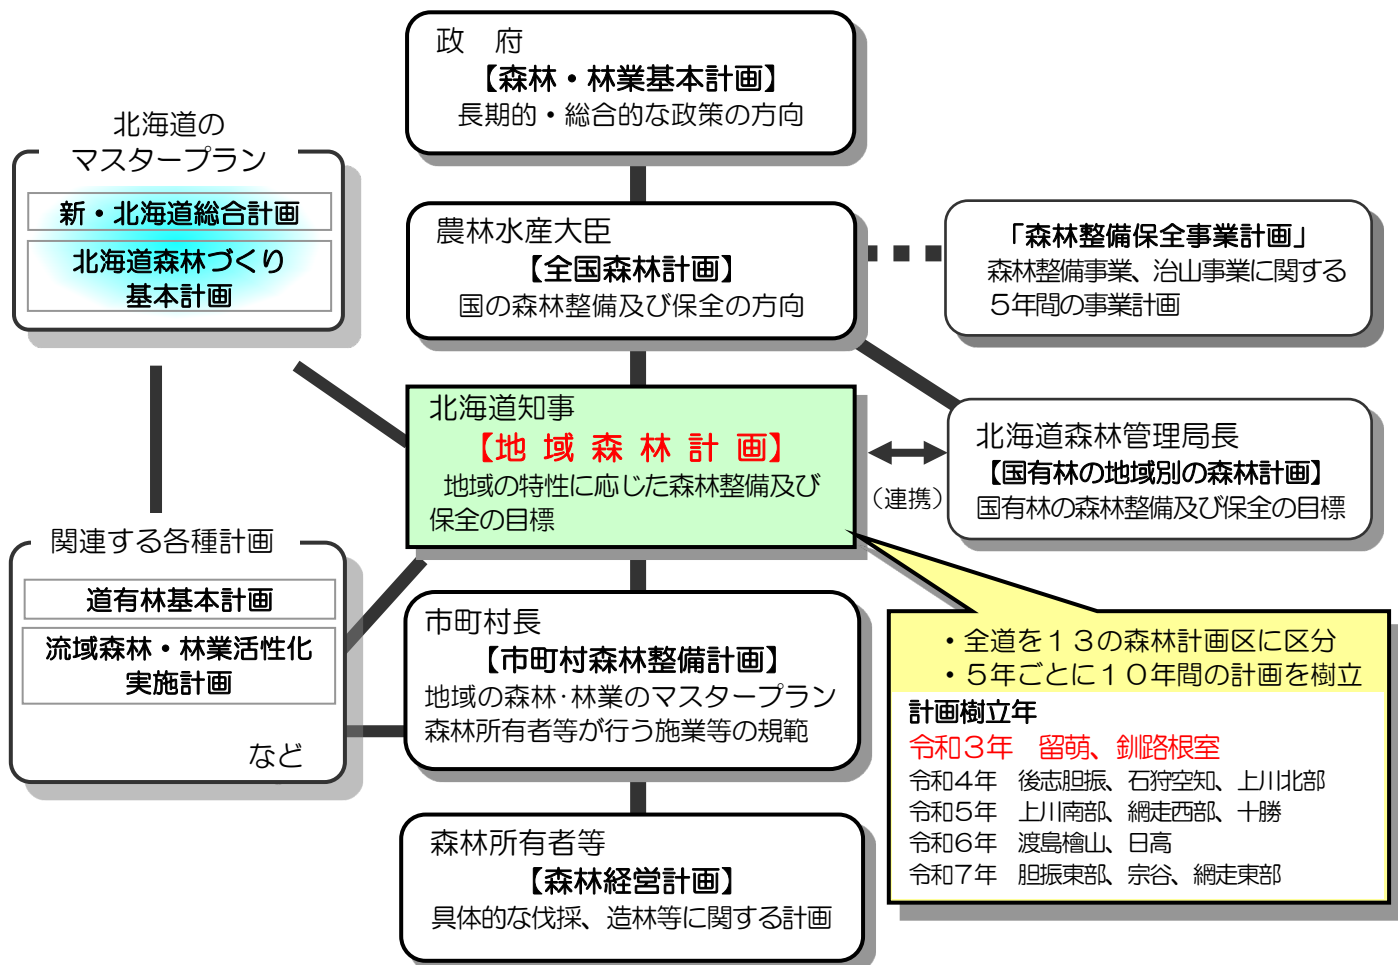 政　府
【森林・林業基本計画】
長期的・総合的な政策の方向
北海道の
マスタープラン
新・北海道総合計画
北海道森林づくり
基本計画
農林水産大臣
【全国森林計画】
国の森林整備及び保全の方向
「森林整備保全事業計画」
森林整備事業、治山事業に関する
５年間の事業計画
北海道知事
【地 域 森 林 計 画】
地域の特性に応じた森林整備及び
保全の目標
（連携）
北海道森林管理局長
【国有林の地域別の森林計画】
国有林の森林整備及び保全の目標
関連する各種計画
道有林基本計画
流域森林・林業活性化
実施計画
など
市町村長
【市町村森林整備計画】
地域の森林・林業のマスタープラン
森林所有者等が行う施業等の規範
・全道を１３の森林計画区に区分
・５年ごとに１０年間の計画を樹立
計画樹立年
令和３年　留萌、釧路根室
令和４年　後志胆振、石狩空知、上川北部
令和５年　上川南部、網走西部、十勝
令和６年　渡島檜山、日高
令和７年　胆振東部、宗谷、網走東部
森林所有者等
【森林経営計画】
具体的な伐採、造林等に関する計画